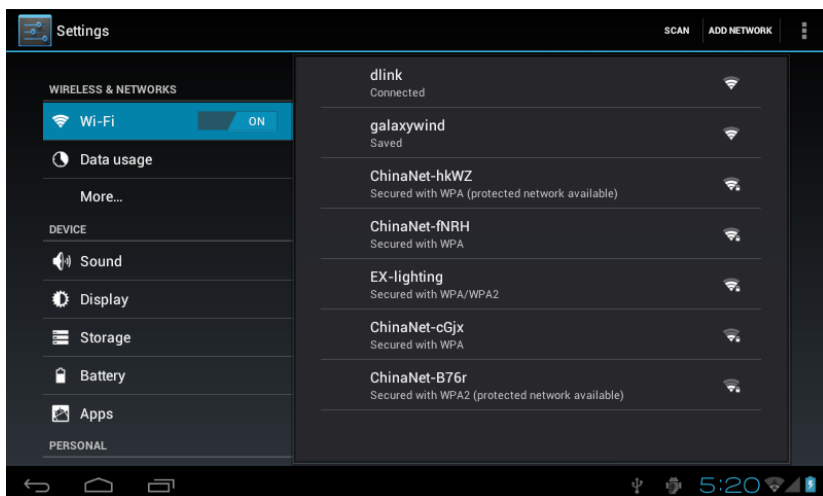 Settings
SCAN
ADD NETWORK
WIRELESS & NETWORKS
Wi-Fi
ON
Data usage
More...
DEVICE
Sound
Display
Storage
Battery
Apps
PERSONAL
dlink
Connected
galaxywind
Saved
ChinaNet-hkWZ
Secured with WPA (protected network available)
ChinaNet-fNRH
Secured with WPA
EX-lighting
Secured with WPA/WPA2
ChinaNet-cGjx
Secured with WPA
ChinaNet-B76r
Secured with WPA2 (protected network available)
5:20